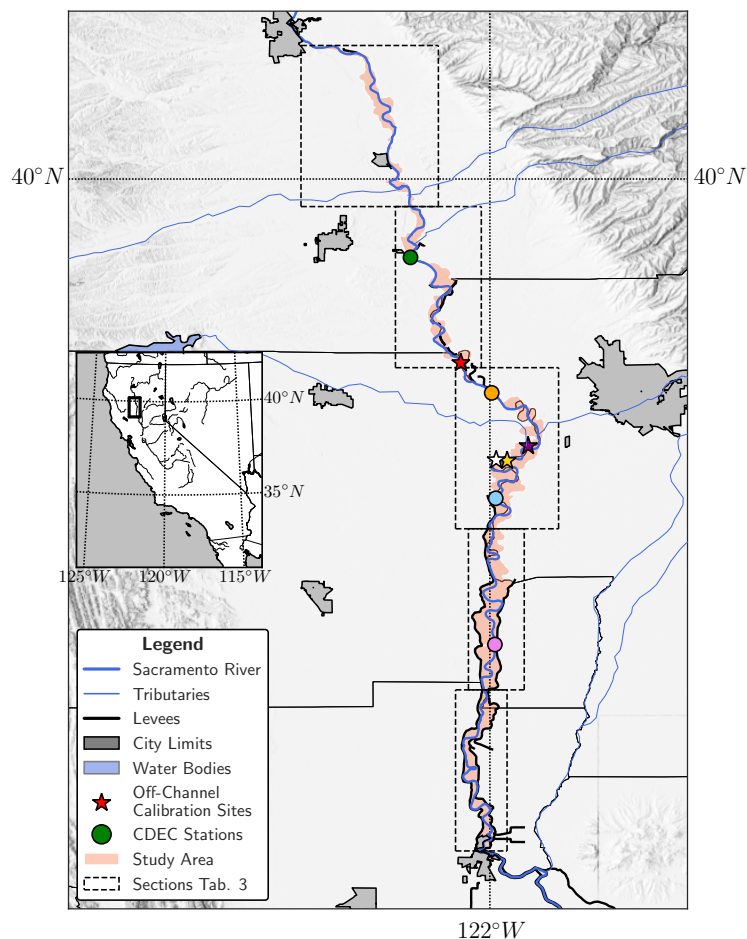 40°N
40°N
40°N
35°N
125°W
120°W
115°W
Legend
Sacramento River
Tributaries
Levees
City Limits
Water Bodies
Off-Channel
Calibration Sites
CDEC Stations
Study Area
Sections Tab. 3
122°W